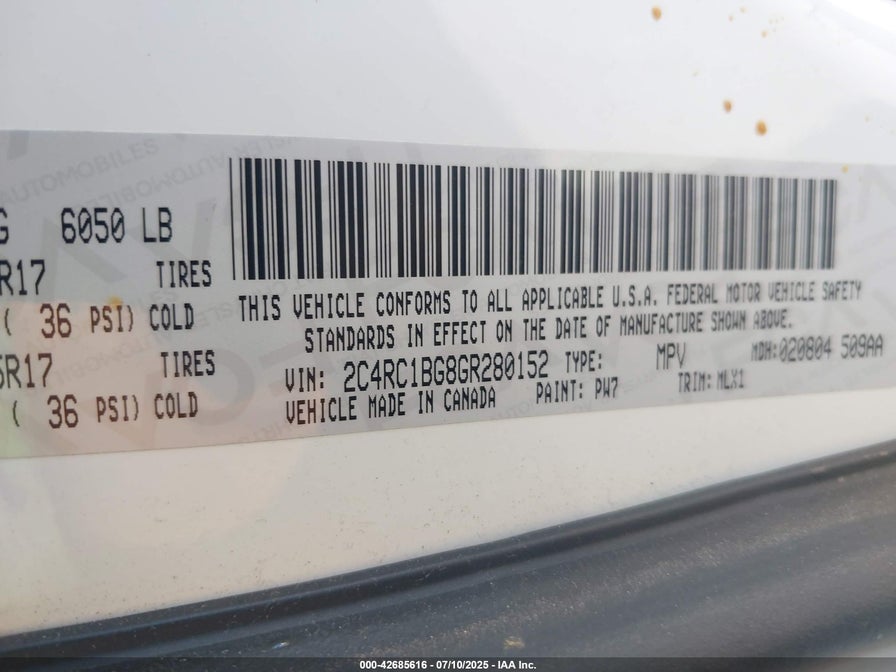 G 6050 LB
R17 TIRES
( 36 PSI) COLD
5R17 TIRES
( 36 PSI) COLD
THIS VEHICLE CONFORMS TO ALL APPLICABLE U.S.A. FEDERAL MOTOR VEHICLE SAFETY
STANDARDS IN EFFECT ON THE DATE OF MANUFACTURE SHOWN ABOVE.
VIN: 2C4RC1BG8GR280152 TYPE: MPV MDH:020804 509AA
VEHICLE MADE IN CANADA PAINT: PW7 TRIM: MLX1
000-42685616 - 07/10/2025 - IAA Inc.